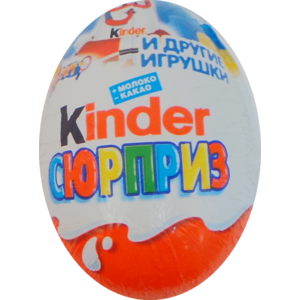 Kinder
И ДРУГИЕ
ИГРУШКИ
+ МОЛОКО
- КАКАО
Kinder
СЮРПРИЗ